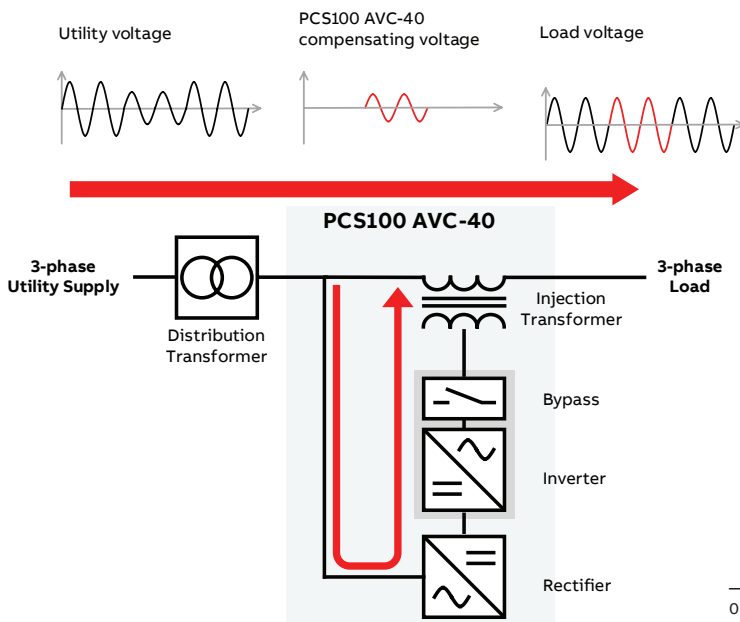 Utility voltage
PCS100 AVC-40
compensating voltage
Load voltage
PCS100 AVC-40
3-phase
Utility Supply
Distribution
Transformer
Injection
Transformer
3-phase
Load
Bypass
Inverter
Rectifier
0